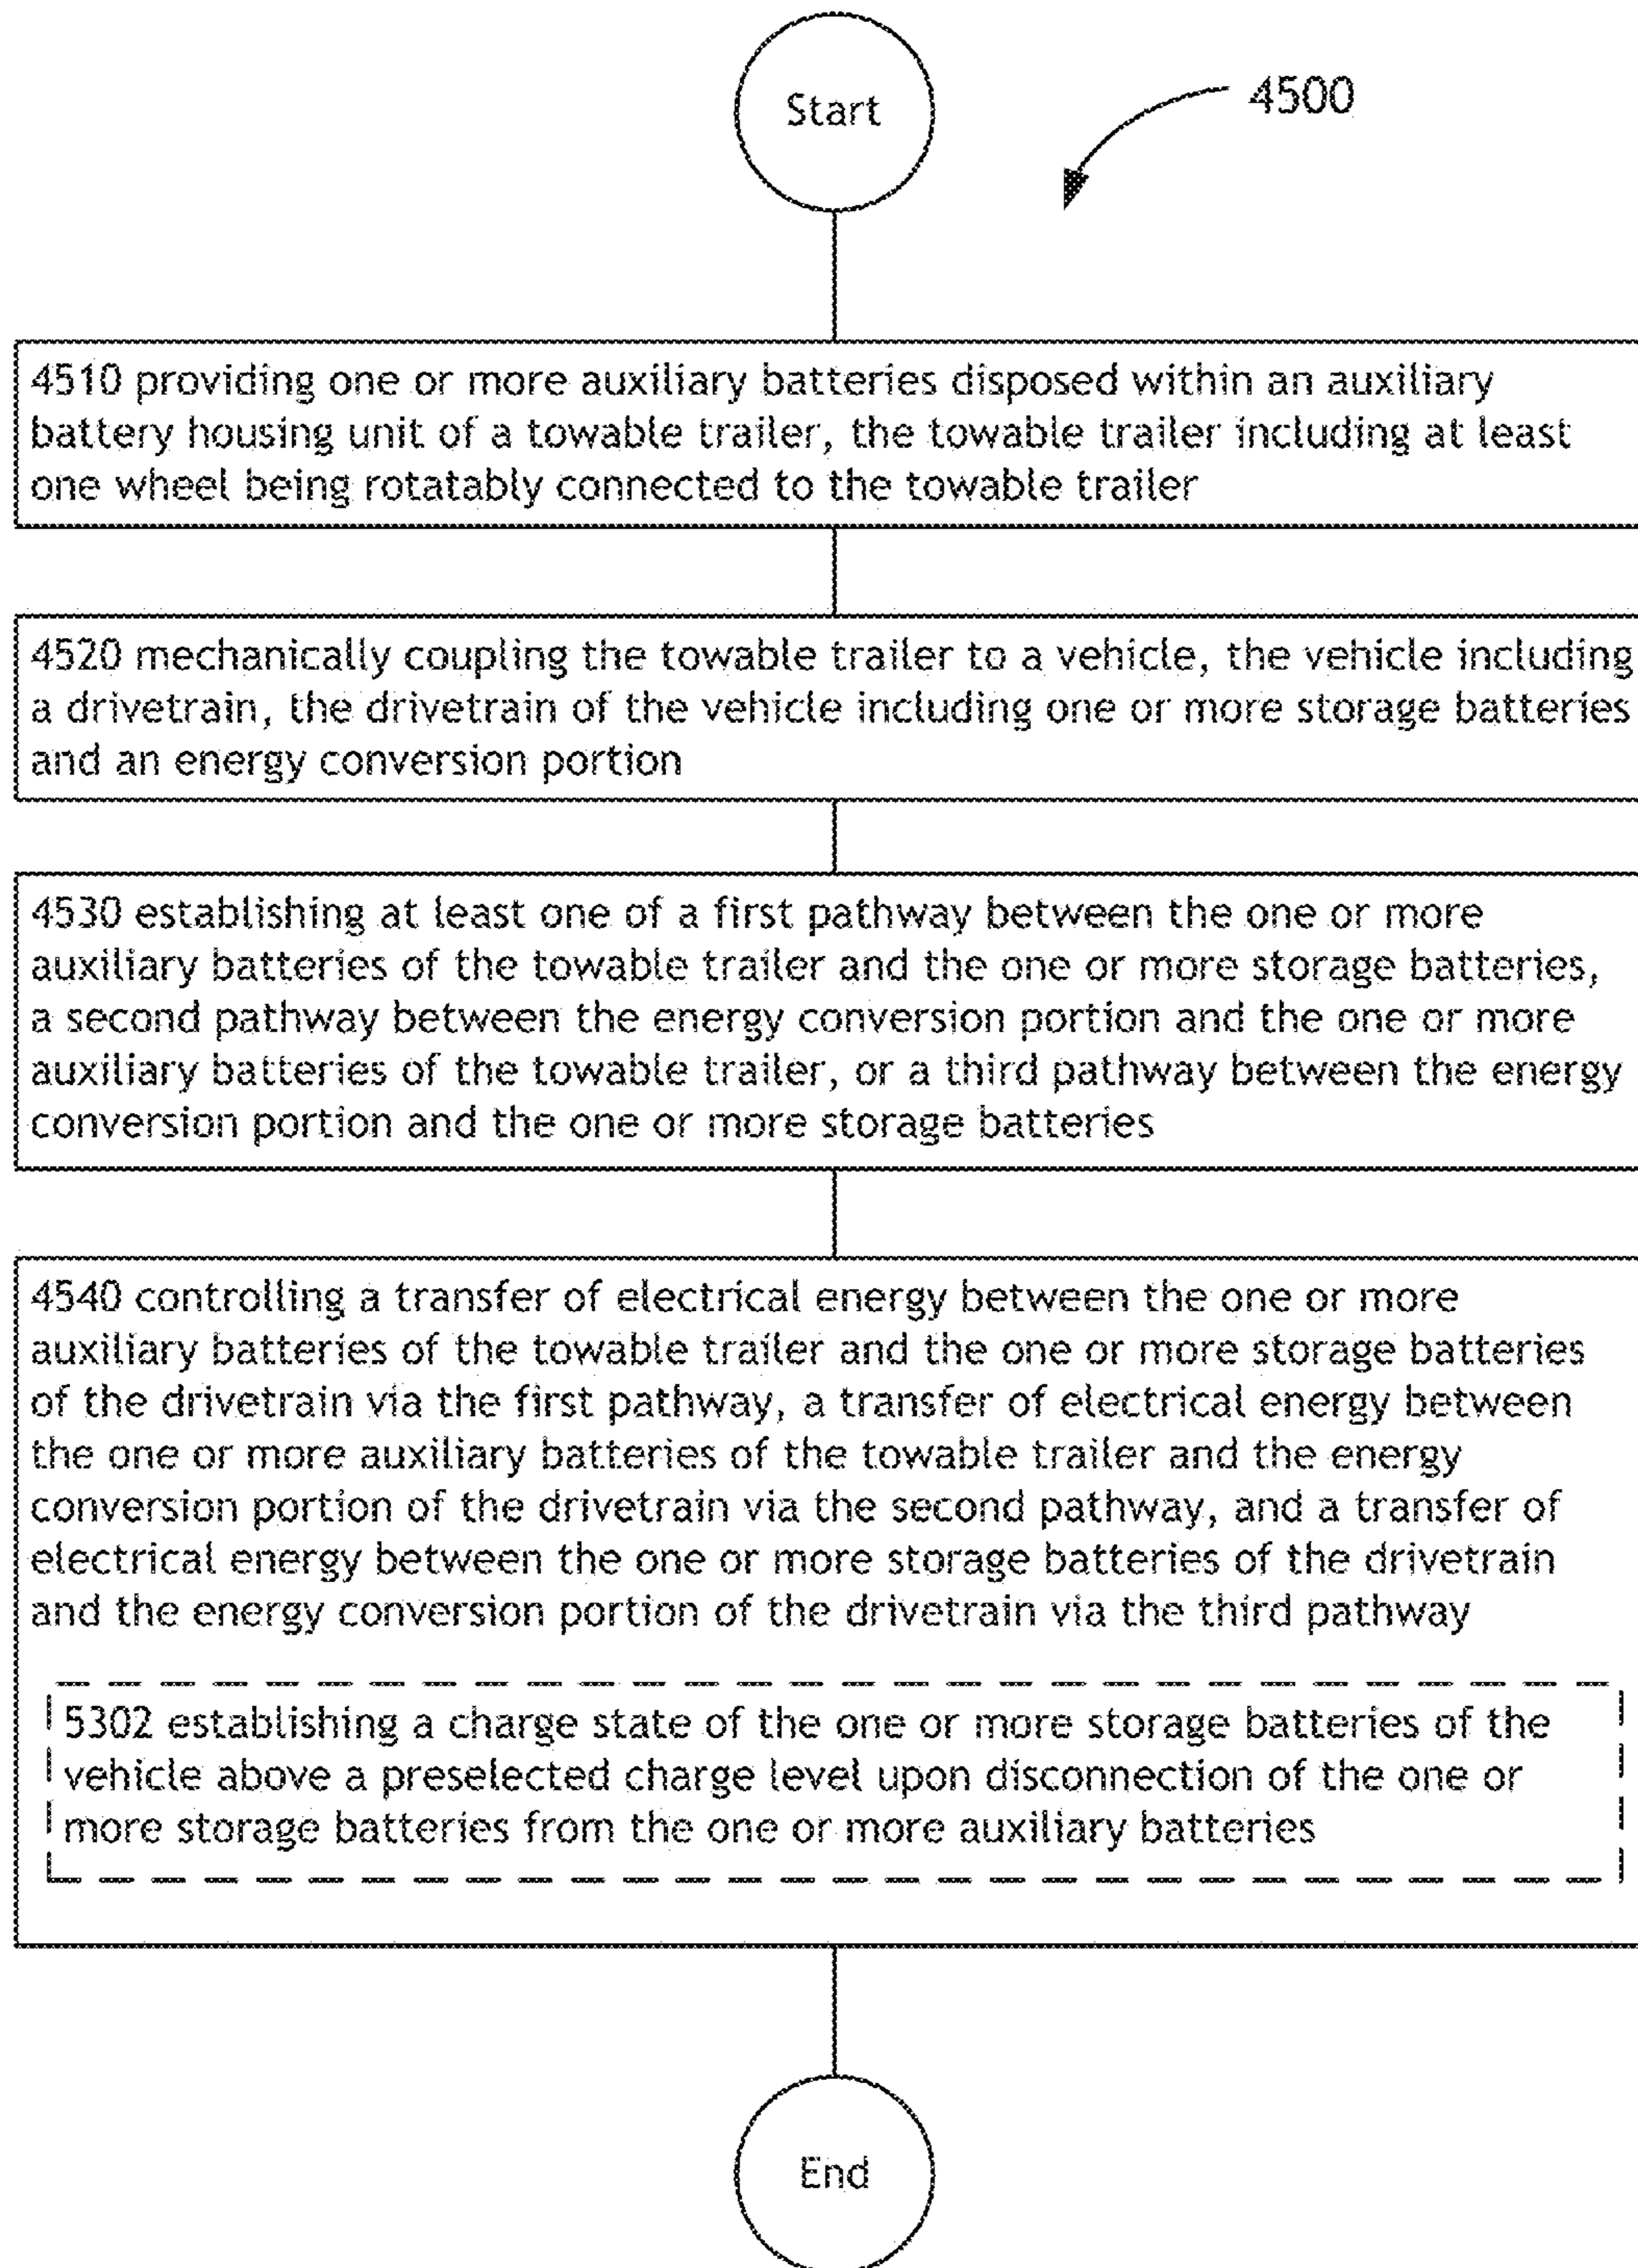 Start
4500
4510 providing one or more auxiliary batteries disposed within an auxiliary
battery housing unit of a towable trailer, the towable trailer including at least
one wheel being rotatably connected to the towable trailer
4520 mechanically coupling the towable trailer to a vehicle, the vehicle including
a drivetrain, the drivetrain of the vehicle including one or more storage batteries
and an energy conversion portion
4530 establishing at least one of a first pathway between the one or more
auxiliary batteries of the towable trailer and the one or more storage batteries,
a second pathway between the energy conversion portion and the one or more
auxiliary batteries of the towable trailer, or a third pathway between the energy
conversion portion and the one or more storage batteries
4540 controlling a transfer of electrical energy between the one or more
auxiliary batteries of the towable trailer and the one or more storage batteries
of the drivetrain via the first pathway, a transfer of electrical energy between
the one or more auxiliary batteries of the towable trailer and the energy
conversion portion of the drivetrain via the second pathway, and a transfer of
electrical energy between the one or more storage batteries of the drivetrain
and the energy conversion portion of the drivetrain via the third pathway
5302 establishing a charge state of the one or more storage batteries of the
vehicle above a preselected charge level upon disconnection of the one or
more storage batteries from the one or more auxiliary batteries
End